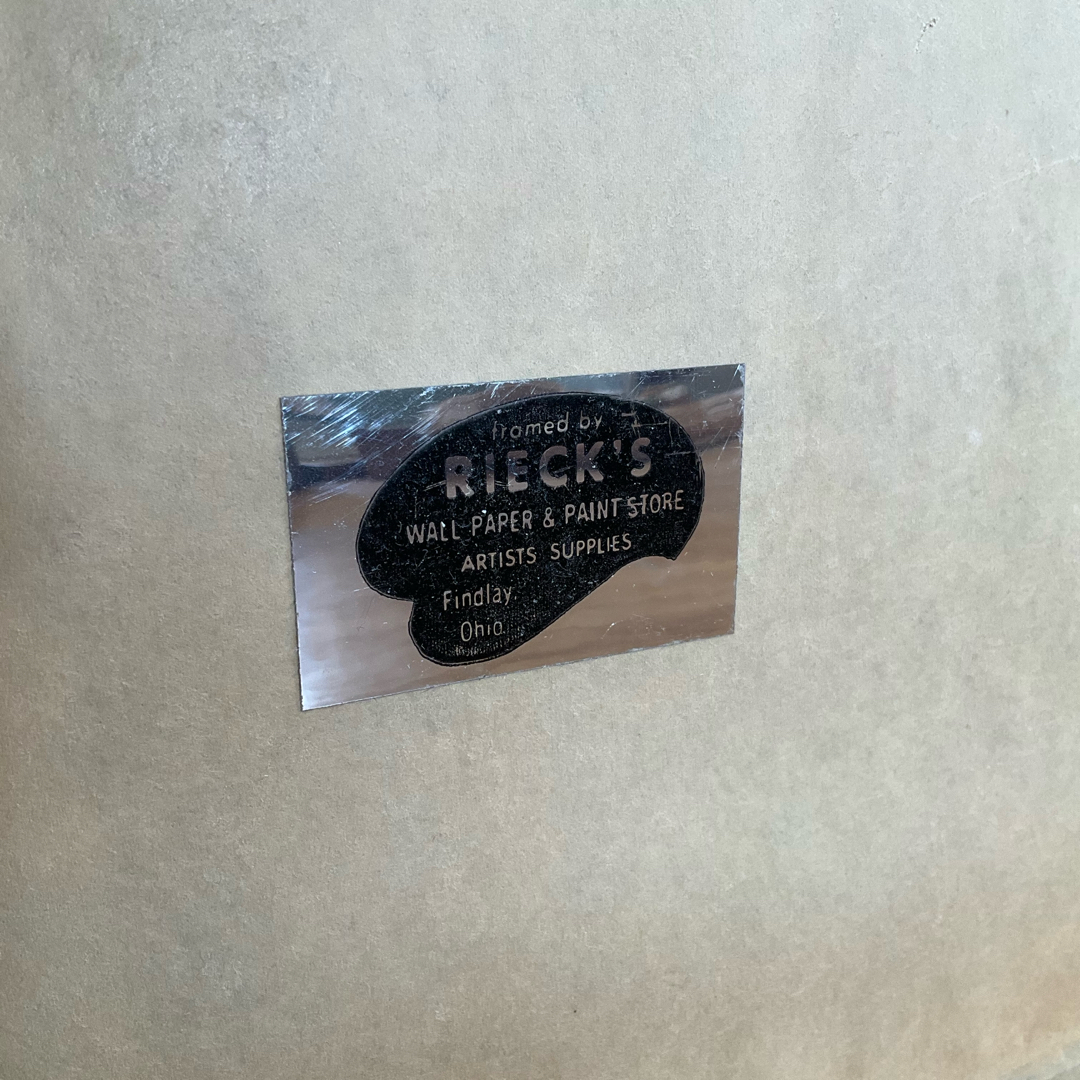 framed by
RIECK'S
WALL PAPER & PAINT STORE
ARTISTS SUPPLIES
Findlay
Ohio